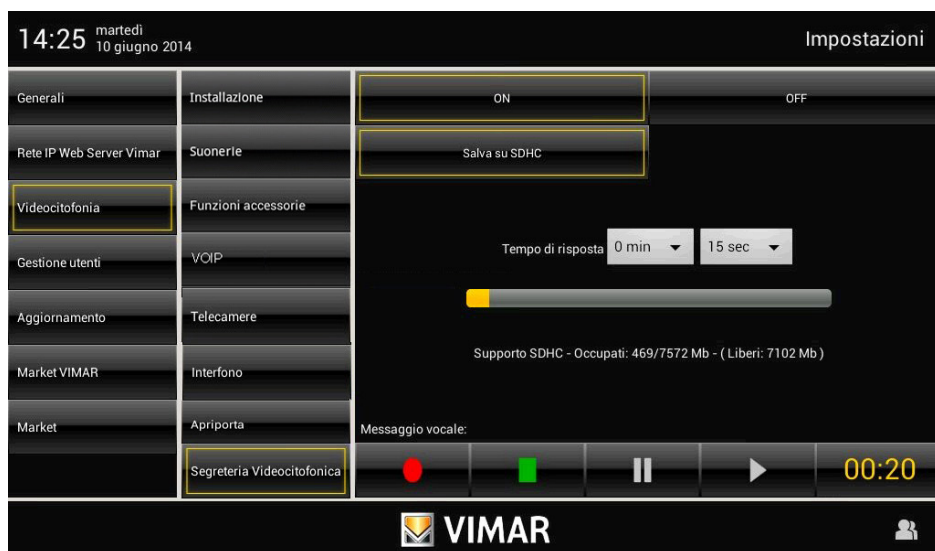 14:25 martedì
10 giugno 2014
Impostazioni
Generali
Rete IP Web Server Vimar
Videocitofonia
Gestione utenti
Aggiornamento
Market VIMAR
Market
Installazione
Suonerie
Funzioni accessorie
VOIP
Telecamere
Interfono
Apriporta
Segreteria Videocitofonica
ON
OFF
Salva su SDHC
Tempo di risposta 0 min 15 sec
Supporto SDHC - Occupati: 469/7572 Mb - ( Liberi: 7102 Mb )
Messaggio vocale:
00:20
VIMAR